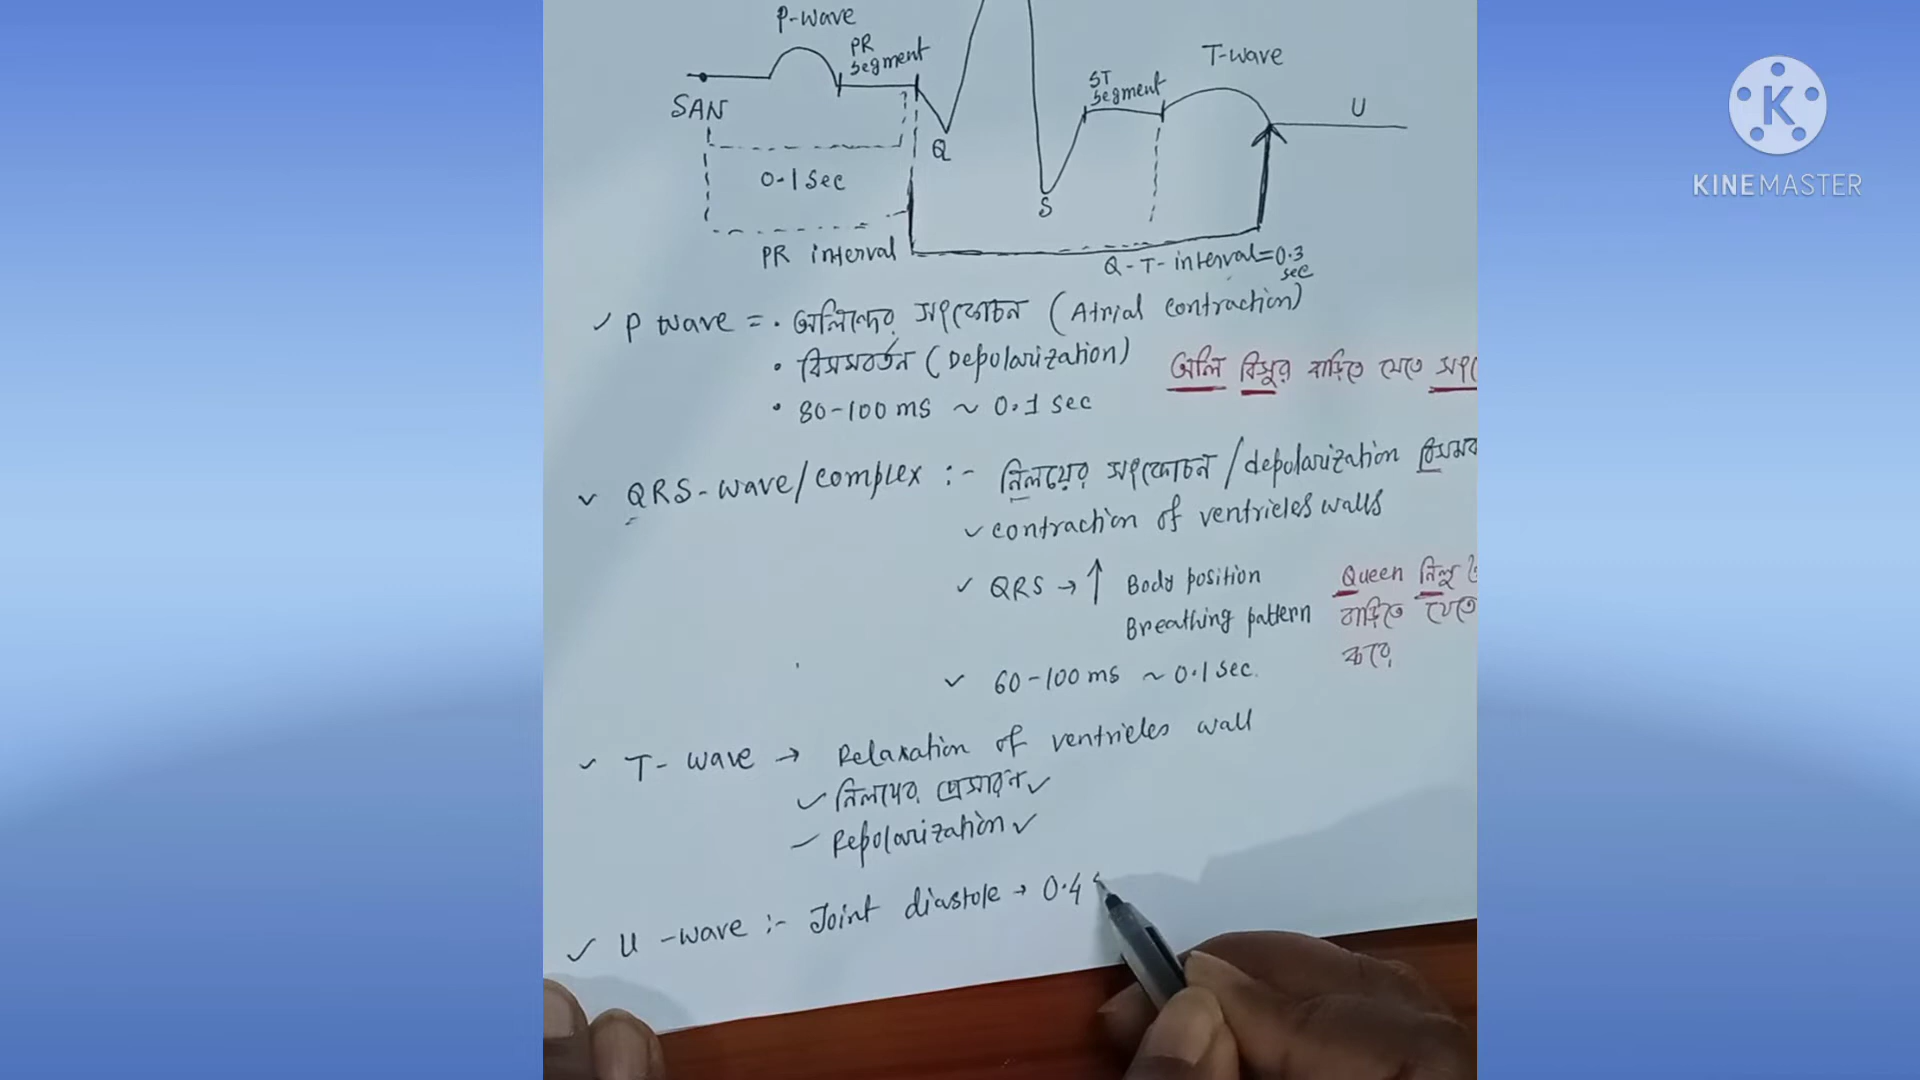 P-wave
PR
segment
T-wave
ST
segment
SAN
U
Q
0.1 sec
S
PR interval
Q-T-interval=0.3
sec
P wave = • অলিন্দের সংকোচন (Atrial contraction)
• বিসমবর্তন (Depolarization)
অলি বিসুর বাড়িতে যেতে
• 80-100 ms ~ 0.1 sec
QRS-wave/complex :- নিলয়ের সংকোচন/depolarization
contraction of ventricles walls
QRS → ↑ Body position
Breathing pattern
Queen নিলু
বাড়িতে যেতে
করে
60-100 ms ~ 0.1 sec.
T-wave → Relaxation of ventricles wall
নিলয়ের প্রসারন
Repolarization
U-wave :- Joint diastole → 0.4
K
KINEMASTER